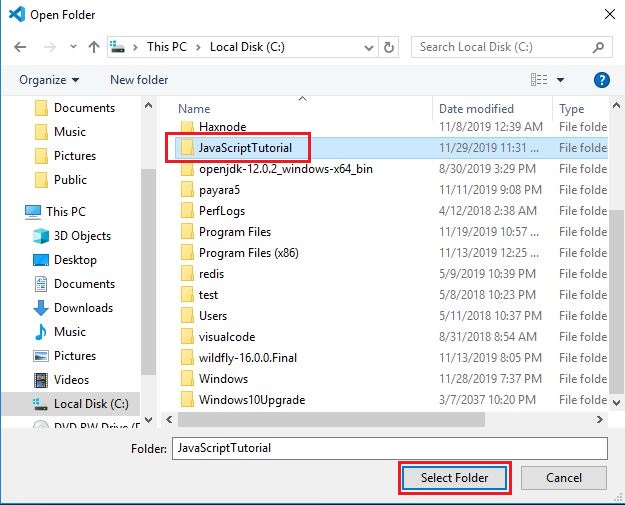 Open Folder
This PC > Local Disk (C:)
Search Local Disk (C:)
Organize
New folder
?
Documents
Music
Pictures
Public
This PC
3D Objects
Desktop
Documents
Downloads
Music
Pictures
Videos
Local Disk (C:)
Name Date modified Type
Haxnode 11/8/2019 12:39 AM File folde
JavaScriptTutorial 11/29/2019 11:31 ... File folde
openjdk-12.0.2_windows-x64_bin 8/30/2019 3:29 PM File folde
payara5 11/11/2019 9:08 PM File folde
PerfLogs 4/12/2018 2:38 AM File folde
Program Files 11/19/2019 10:57 ... File folde
Program Files (x86) 11/13/2019 12:25 ... File folde
redis 5/9/2019 10:39 PM File folde
test 5/8/2018 10:23 PM File folde
Users 5/11/2018 10:37 PM File folde
visualcode 8/31/2018 8:54 AM File folde
wildfly-16.0.0.Final 11/13/2019 8:05 PM File folde
Windows 11/28/2019 7:37 PM File folde
Windows10Upgrade 3/7/2037 10:20 PM File folde
Folder: JavaScriptTutorial
Select Folder
Cancel